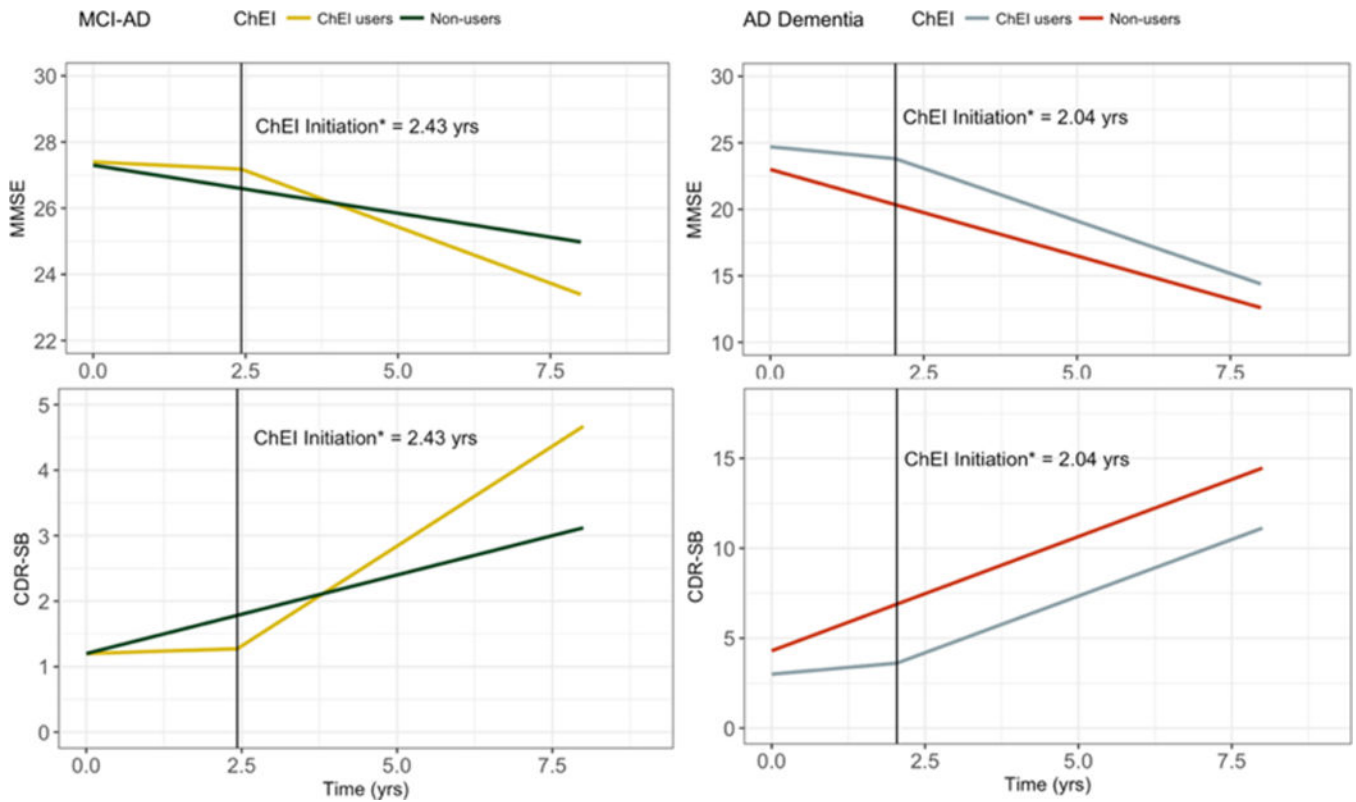 MCI-AD ChEI ChEI users Non-users
AD Dementia ChEI ChEI users Non-users
30
28
26
24
22
MMSE
ChEI Initiation* = 2.43 yrs
0.0 2.5 5.0 7.5
30
25
20
15
10
MMSE
ChEI Initiation* = 2.04 yrs
0.0 2.5 5.0 7.5
5
4
3
2
1
0
CDR-SB
ChEI Initiation* = 2.43 yrs
0.0 2.5 5.0 7.5
Time (yrs)
15
10
5
0
CDR-SB
ChEI Initiation* = 2.04 yrs
0.0 2.5 5.0 7.5
Time (yrs)